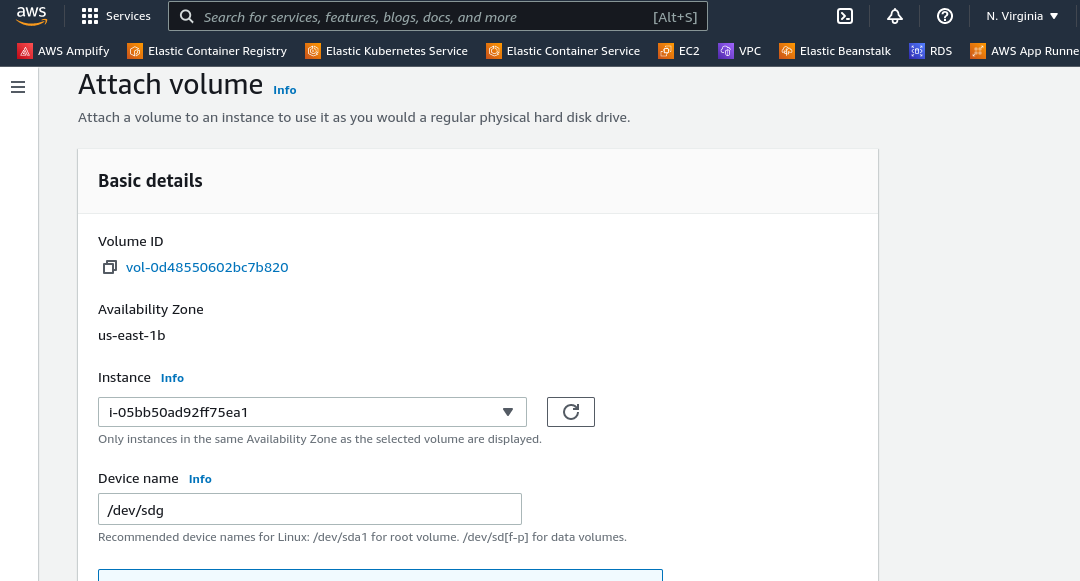 aws
Services
Search for services, features, blogs, docs, and more [Alt+S]
N. Virginia
AWS Amplify Elastic Container Registry Elastic Kubernetes Service Elastic Container Service EC2 VPC Elastic Beanstalk RDS AWS App Runne
Attach volume Info
Attach a volume to an instance to use it as you would a regular physical hard disk drive.
Basic details
Volume ID
vol-0d48550602bc7b820
Availability Zone
us-east-1b
Instance Info
i-05bb50ad92ff75ea1
Only instances in the same Availability Zone as the selected volume are displayed.
Device name Info
/dev/sdg
Recommended device names for Linux: /dev/sda1 for root volume. /dev/sd[f-p] for data volumes.